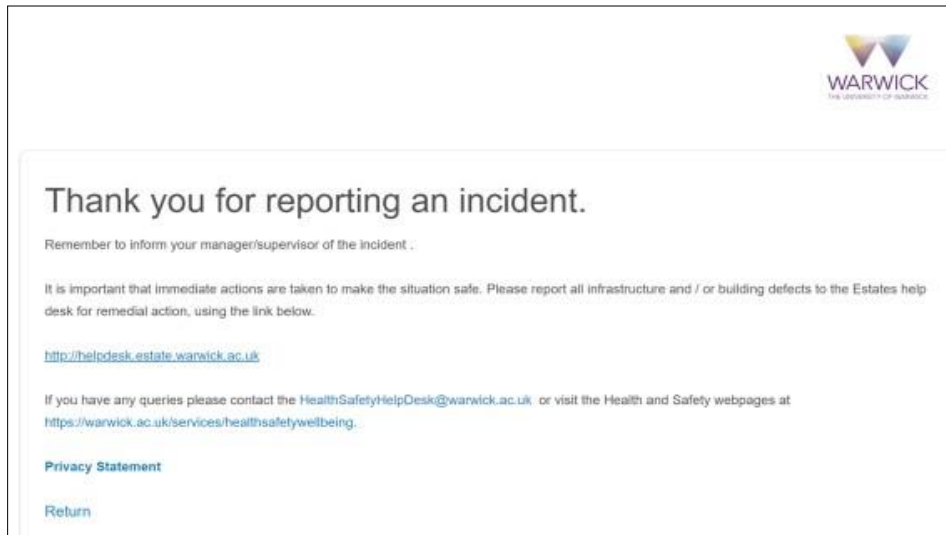 WARWICK
THE UNIVERSITY OF WARWICK
Thank you for reporting an incident.
Remember to inform your manager/supervisor of the incident .
It is important that immediate actions are taken to make the situation safe. Please report all infrastructure and / or building defects to the Estates help
desk for remedial action, using the link below.
http://helpdesk.estate.warwick.ac.uk
If you have any queries please contact the HealthSafetyHelpDesk@warwick.ac.uk or visit the Health and Safety webpages at
https://warwick.ac.uk/services/healthsafetywellbeing.
Privacy Statement
Return